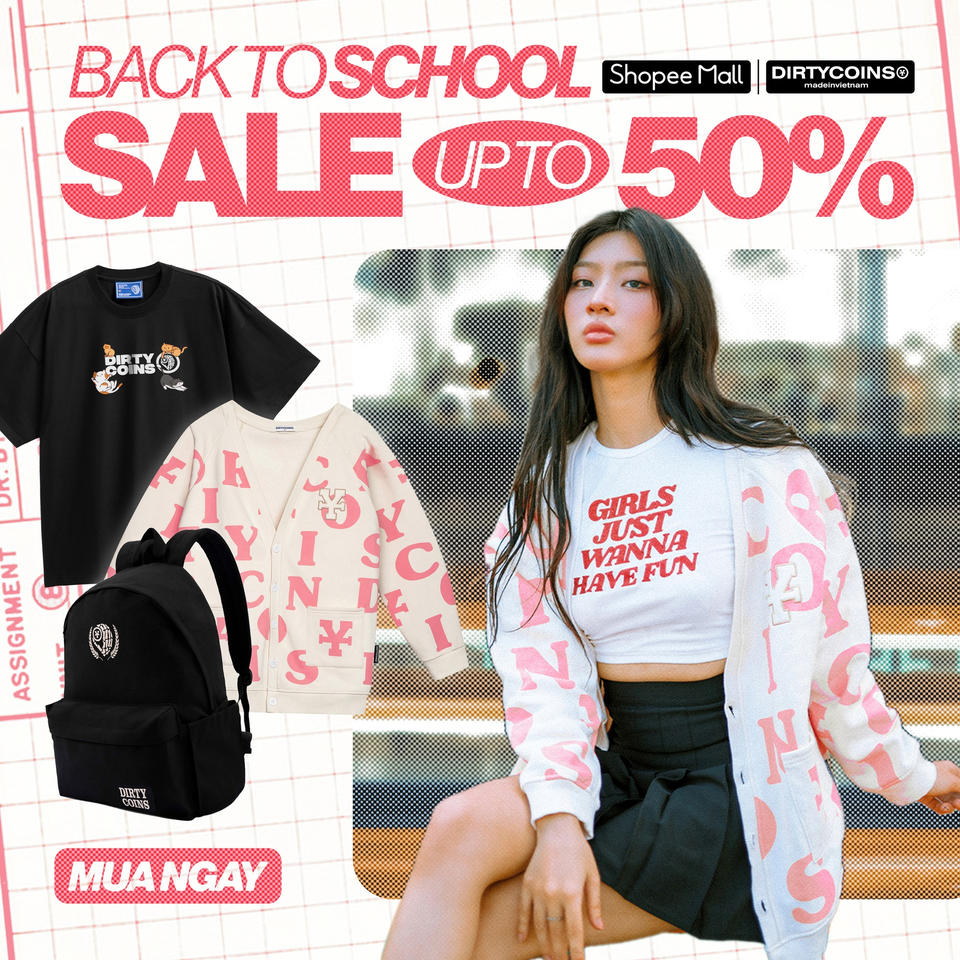 BACK TO SCHOOL
Shopee Mall | DIRTYCOINS
madeinvietnam
SALE UP TO 50%
DIRTY
COINS
DIRTYCOINS
GIRLS
JUST
WANNA
HAVE FUN
ASSIGNMENT
DIRTY
COINS
MUA NGAY